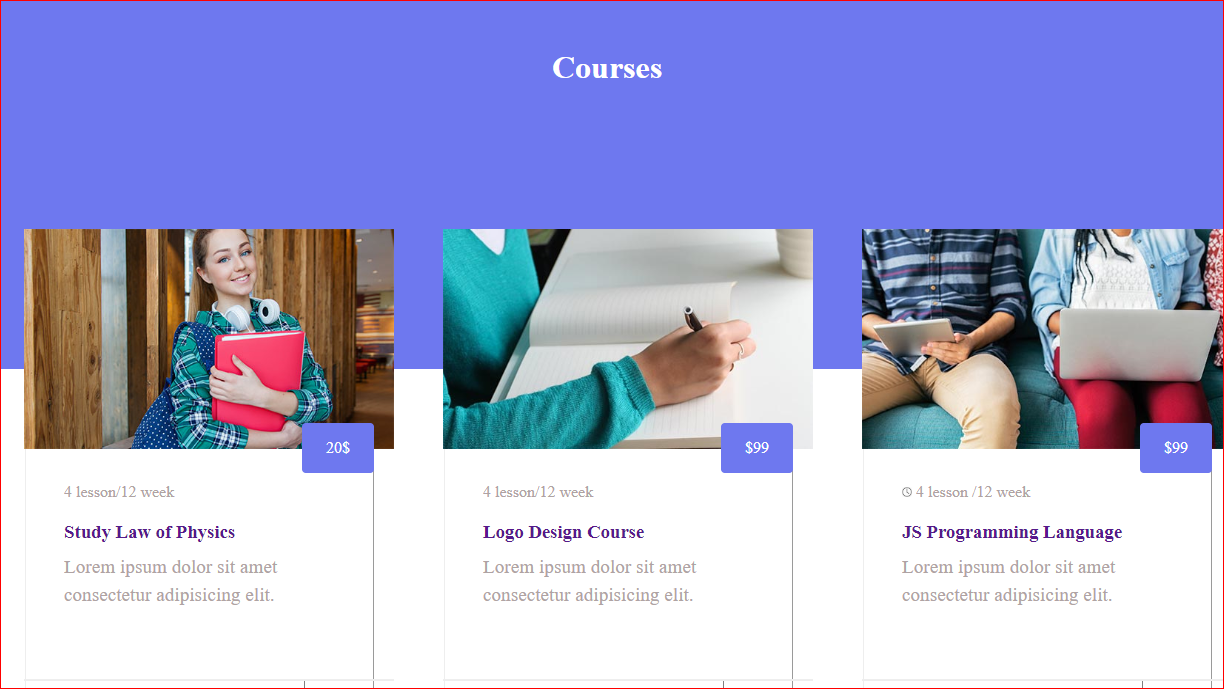 Courses
20$
4 lesson/12 week
Study Law of Physics
Lorem ipsum dolor sit amet
consectetur adipisicing elit.
$99
4 lesson/12 week
Logo Design Course
Lorem ipsum dolor sit amet
consectetur adipisicing elit.
$99
4 lesson /12 week
JS Programming Language
Lorem ipsum dolor sit amet
consectetur adipisicing elit.